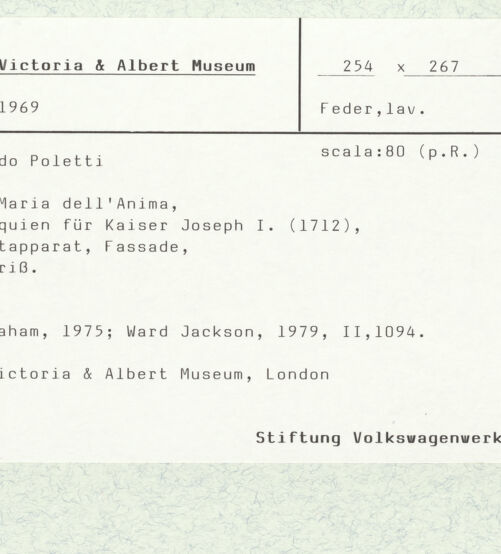 Victoria & Albert Museum
254 x 267
1969
Feder,lav.
do Poletti
scala:80 (p.R.)
Maria dell'Anima,
quien für Kaiser Joseph I. (1712),
tapparat, Fassade,
riß.
aham, 1975; Ward Jackson, 1979, II,1094.
ictoria & Albert Museum, London
Stiftung Volkswagenwerk